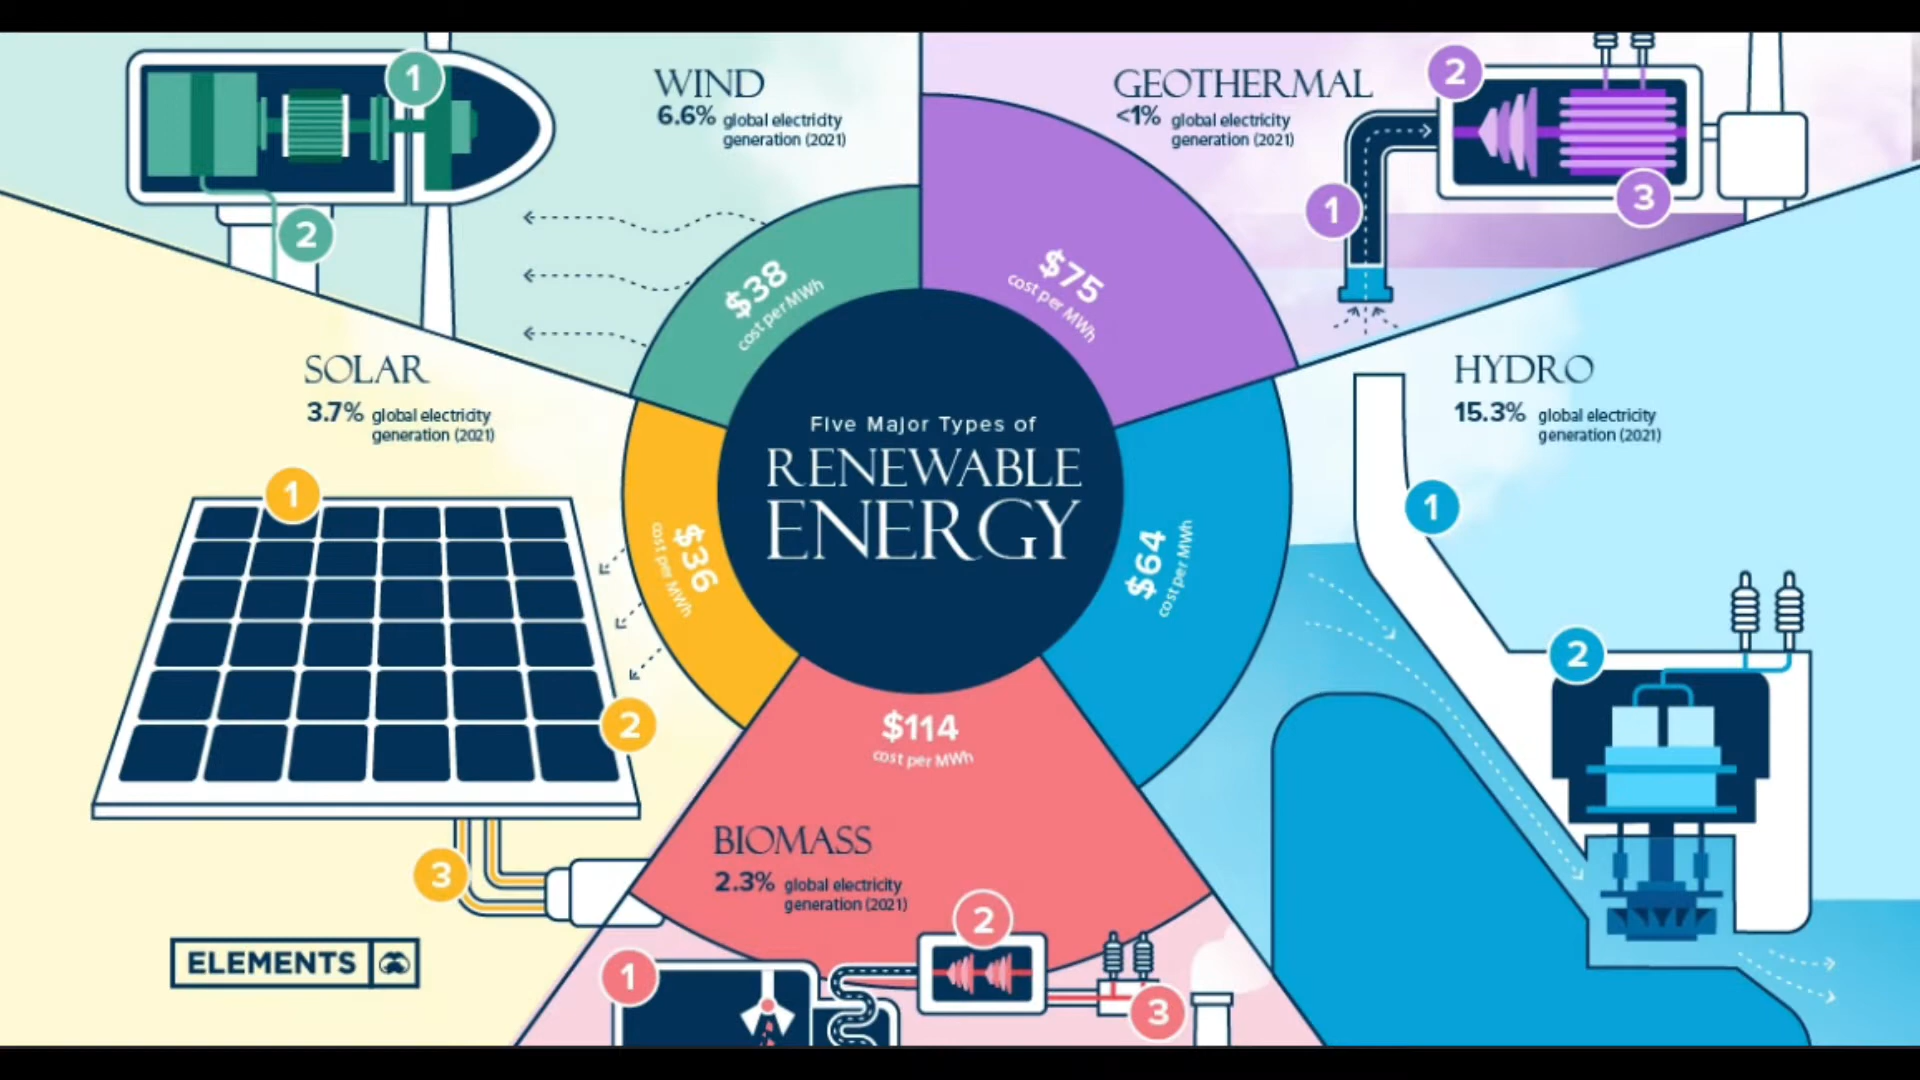 WIND
6.6% global electricity
generation (2021)
1
2
$38
cost per MWh
GEOTHERMAL
<1% global electricity
generation (2021)
1
2
3
$75
cost per MWh
SOLAR
3.7% global electricity
generation (2021)
1
2
3
$36
cost per MWh
Five Major Types of
RENEWABLE
ENERGY
HYDRO
15.3% global electricity
generation (2021)
1
2
$64
cost per MWh
$114
cost per MWh
BIOMASS
2.3% global electricity
generation (2021)
1
2
3
ELEMENTS